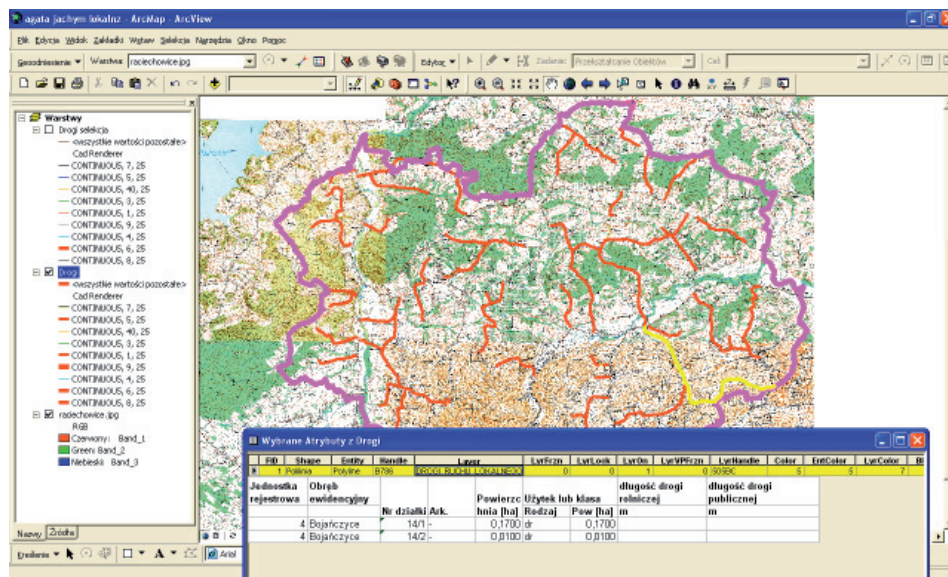 agata jachym lokalnz - ArcMap - ArcView
Plik Edycja Widok Zakładki Wstaw Selekcja Narzędzia Okno Pomoc
Geoodniesienie Warstwa: raciechowice.jpg Edytor Zadanie: Przekształcanie Obiektów Cel:
Warstwy
Drogi selekcja
<wszystkie wartości pozostałe>
Cad Renderer
CONTINUOUS, 7, 25
CONTINUOUS, 5, 25
CONTINUOUS, 40, 25
CONTINUOUS, 3, 25
CONTINUOUS, 1, 25
CONTINUOUS, 9, 25
CONTINUOUS, 4, 25
CONTINUOUS, 6, 25
CONTINUOUS, 8, 25
Drogi
<wszystkie wartości pozostałe>
Cad Renderer
CONTINUOUS, 7, 25
CONTINUOUS, 5, 25
CONTINUOUS, 40, 25
CONTINUOUS, 3, 25
CONTINUOUS, 1, 25
CONTINUOUS, 9, 25
CONTINUOUS, 4, 25
CONTINUOUS, 6, 25
CONTINUOUS, 8, 25
raciechowice.jpg
RGB
Czerwony: Band_1
Green: Band_2
Niebieski: Band_3
Nazwy Źródła
Działanie A Arial
Wybrane Atrybuty z Drogi
FID Shape Entity Handle Layer LyrFrzn LyrLock LyrOn LyrVPFrzn LyrHandle Color EntColor LyrColor
1 Polilinia Polyline B786 DROGI RUCHU LOKALNEGO 0 0 1 0 505BC 5 5 7
Jednostka rejestrowa Obręb ewidencyjny Nr działki Ark. Powierzchnia [ha] Użytek lub klasa Rodzaj Pow [ha] długość drogi rolniczej m długość drogi publicznej m
4 Bojańczyce 14/1 - 0,1700 dr 0,1700
4 Bojańczyce 14/2 - 0,0100 dr 0,0100